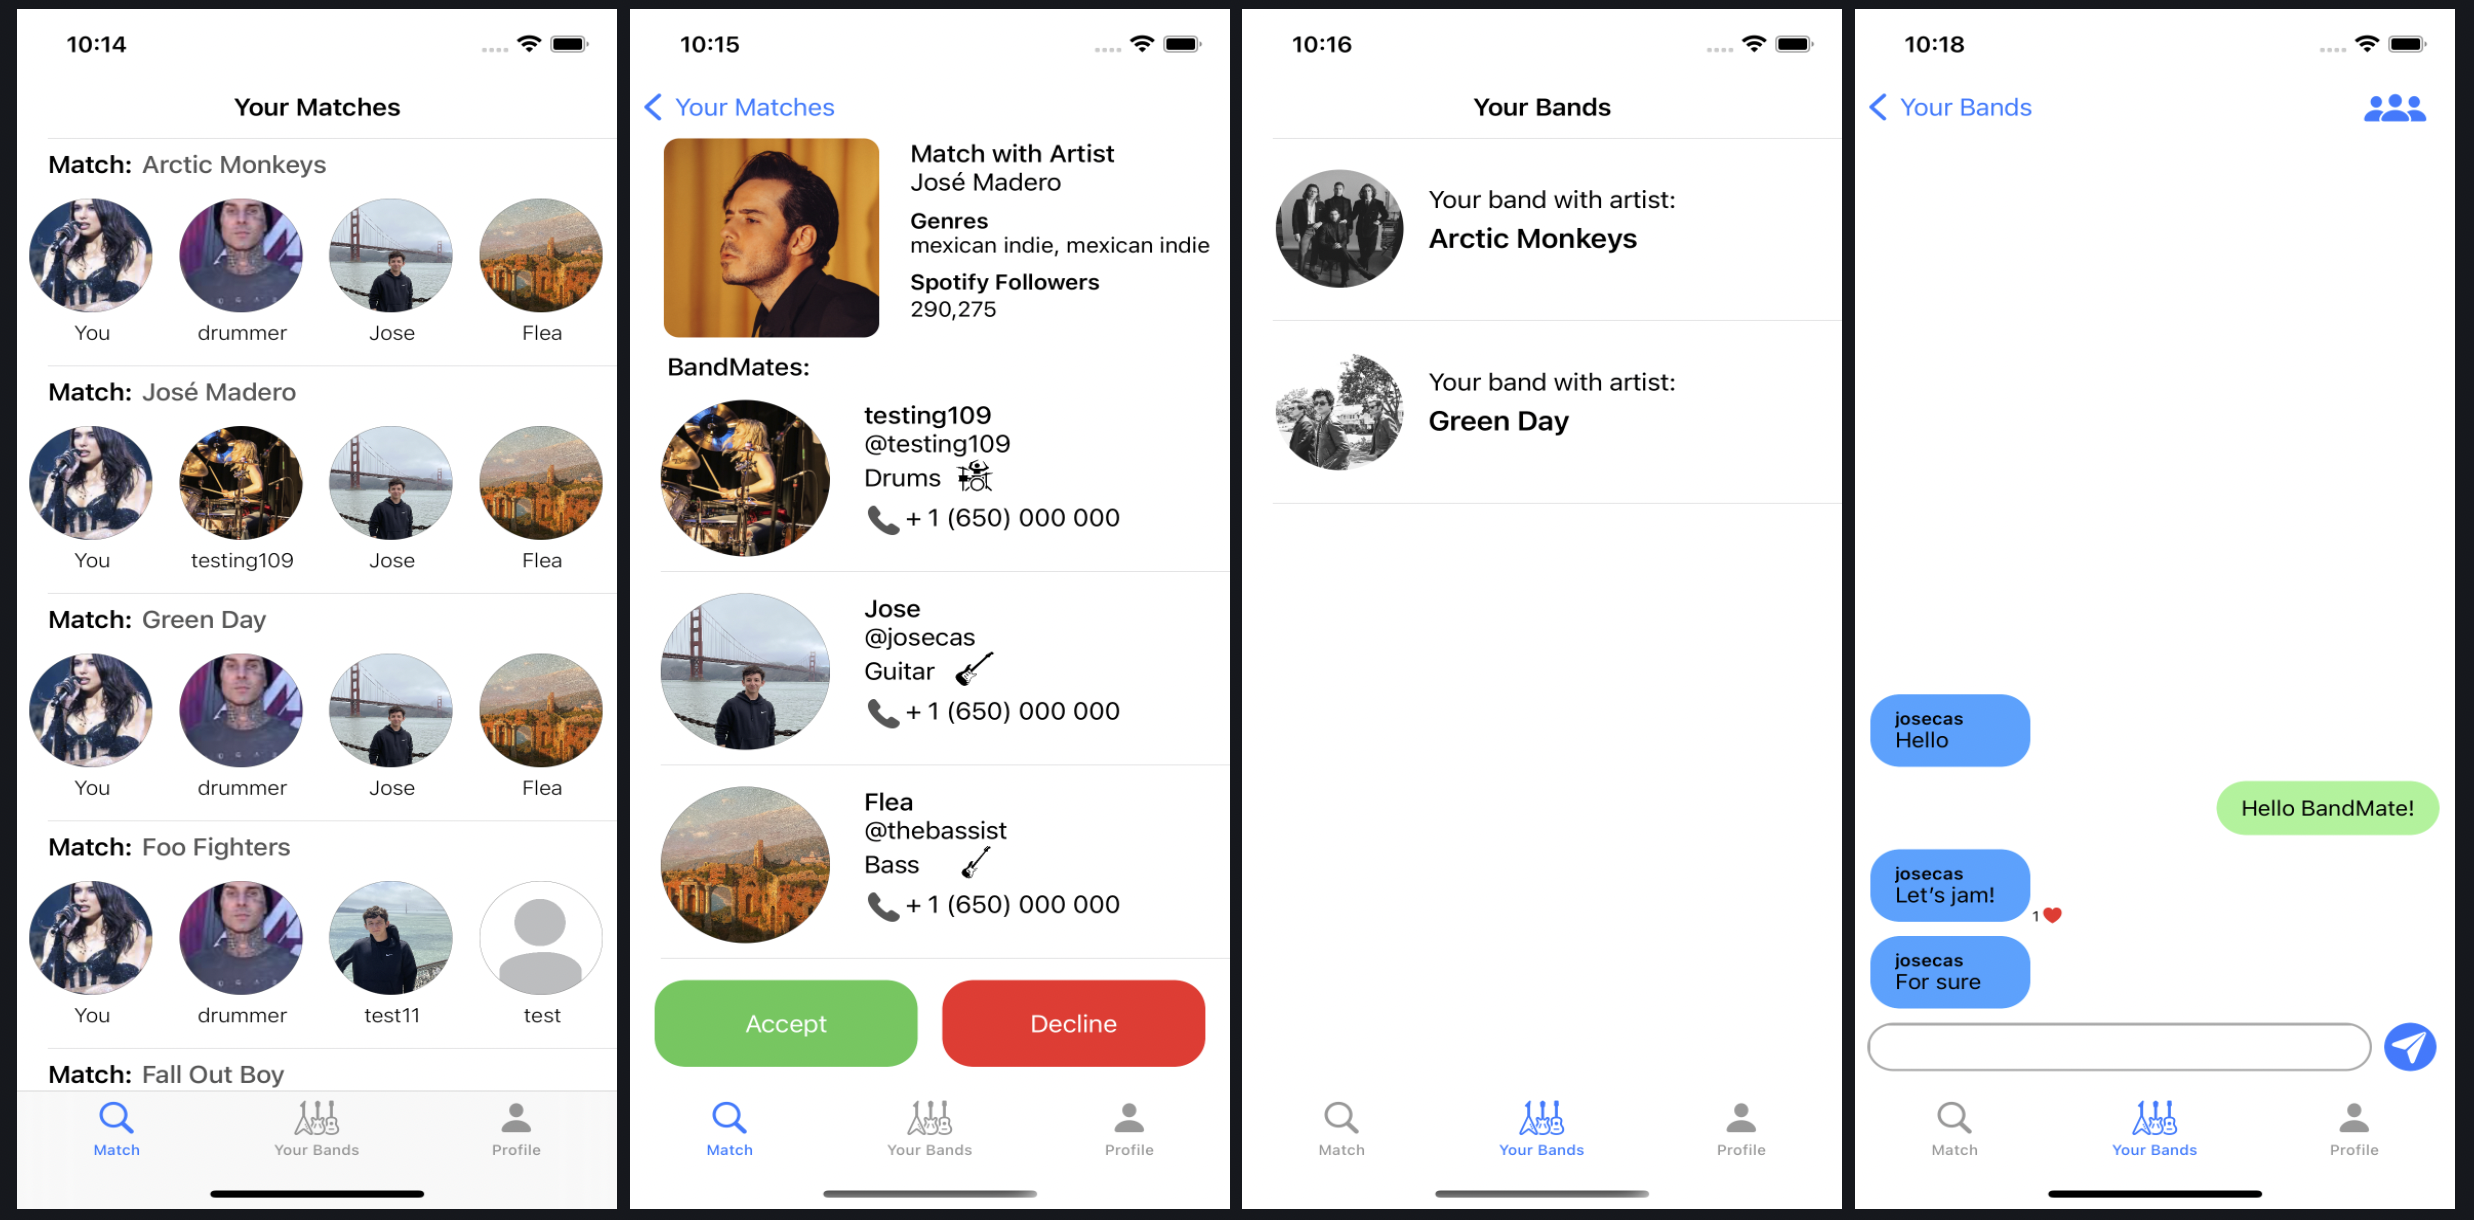 10:14
Your Matches
Match: Arctic Monkeys
You drummer Jose Flea
Match: José Madero
You testing109 Jose Flea
Match: Green Day
You drummer Jose Flea
Match: Foo Fighters
You drummer test11 test
Match: Fall Out Boy
Match Your Bands Profile
10:15
Your Matches
Match with Artist
José Madero
Genres
mexican indie, mexican indie
Spotify Followers
290,275
BandMates:
testing109
@testing109
Drums
+ 1 (650) 000 000
Jose
@josecas
Guitar
+ 1 (650) 000 000
Flea
@thebassist
Bass
+ 1 (650) 000 000
Accept Decline
Match Your Bands Profile
10:16
Your Bands
Your band with artist:
Arctic Monkeys
Your band with artist:
Green Day
Match Your Bands Profile
10:18
Your Bands
josecas
Hello
Hello BandMate!
josecas
Let's jam!
1
josecas
For sure
Match Your Bands Profile